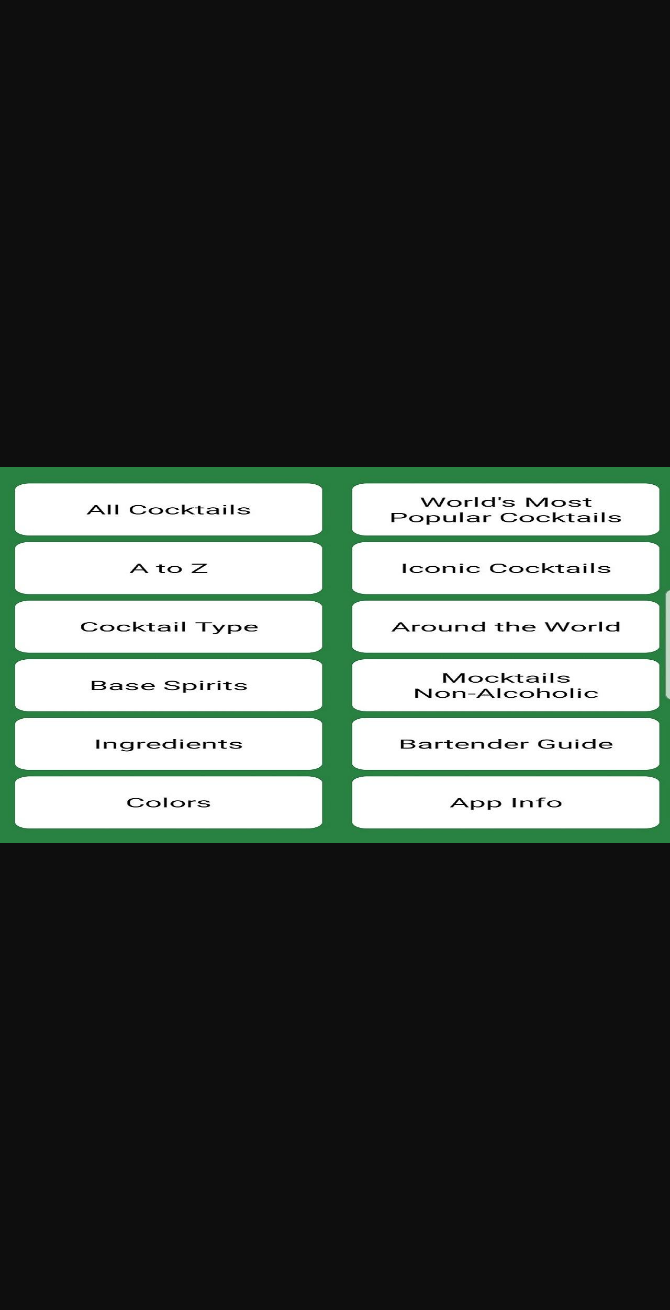 All Cocktails
World's Most
Popular Cocktails
A to Z
Iconic Cocktails
Cocktail Type
Around the World
Base Spirits
Mocktails
Non-Alcoholic
Ingredients
Bartender Guide
Colors
App Info